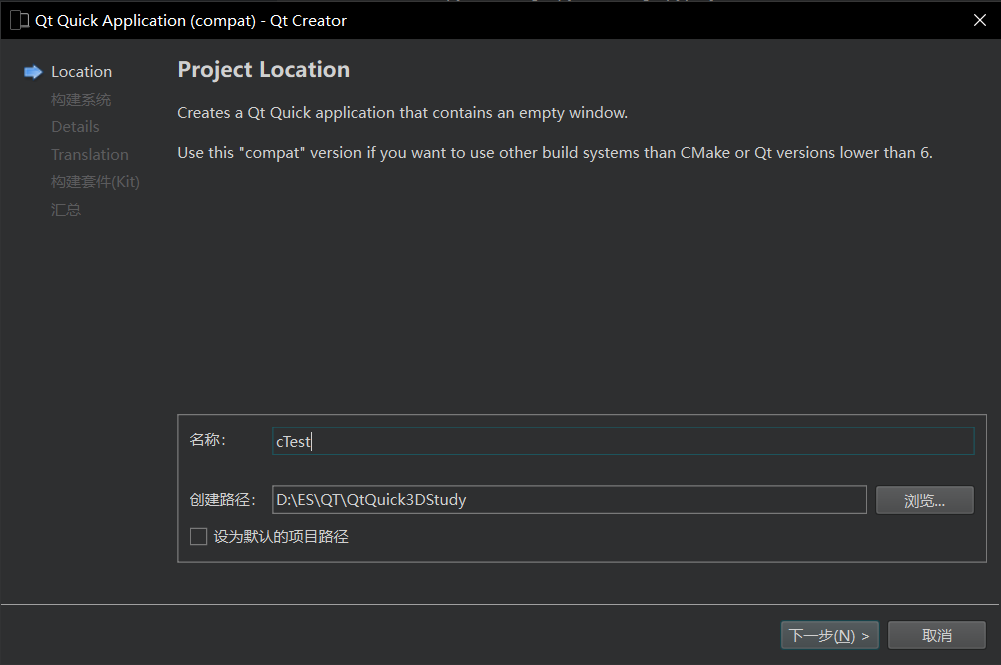 Qt Quick Application (compat) - Qt Creator
Location
构建系统
Details
Translation
构建套件(Kit)
汇总
Project Location
Creates a Qt Quick application that contains an empty window.
Use this "compat" version if you want to use other build systems than CMake or Qt versions lower than 6.
名称:
cTest
创建路径:
D:\ES\QT\QtQuick3DStudy
浏览...
设为默认的项目路径
下一步(N) >
取消